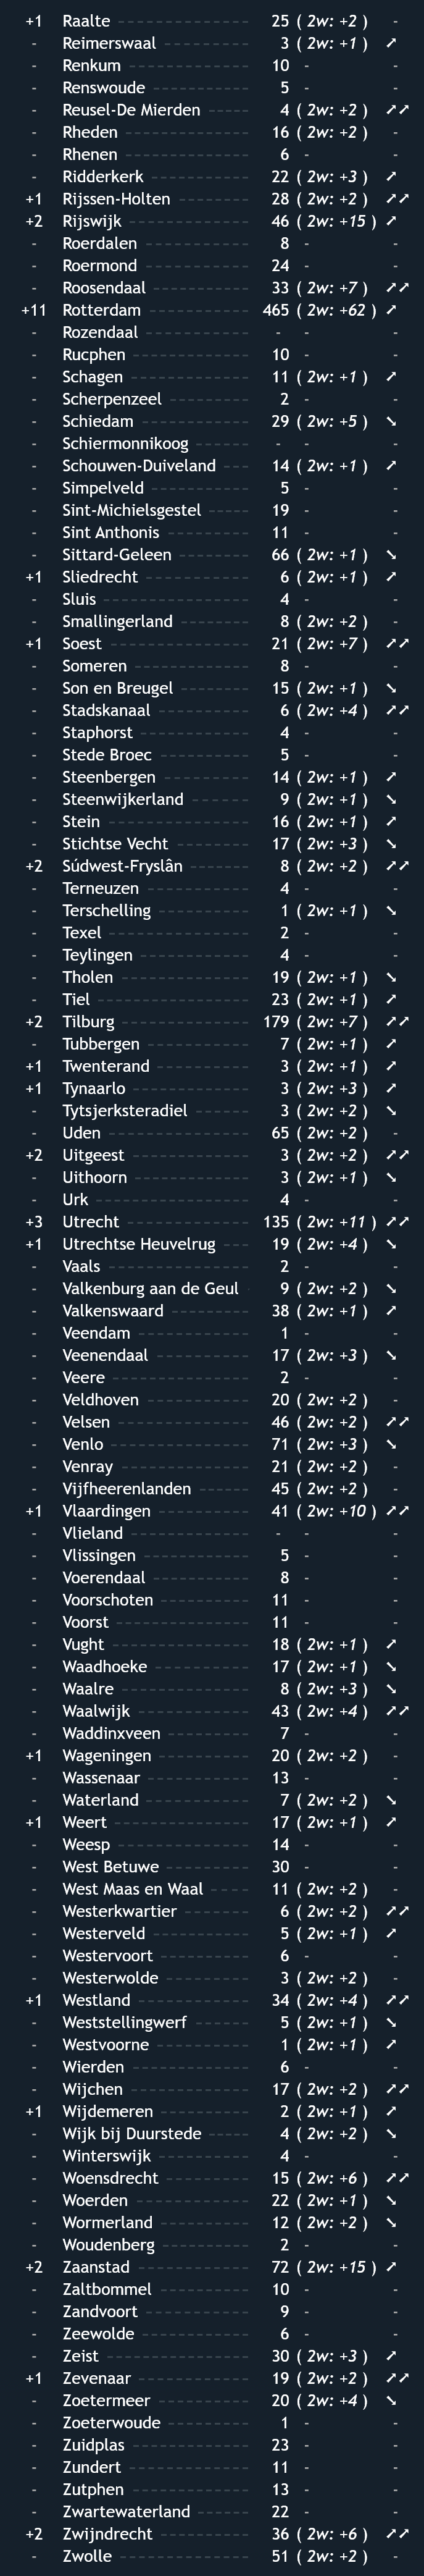 +1 Raalte 25 ( 2w: +2 ) -
- Reimerswaal 3 ( 2w: +1 ) ➚
- Renkum 10 - -
- Renswoude 5 - -
- Reusel-De Mierden 4 ( 2w: +2 ) ➚➚
- Rheden 16 ( 2w: +2 ) -
- Rhenen 6 - -
- Ridderkerk 22 ( 2w: +3 ) ➚
+1 Rijssen-Holten 28 ( 2w: +2 ) ➚➚
+2 Rijswijk 46 ( 2w: +15 ) ➚
- Roerdalen 8 - -
- Roermond 24 - -
- Roosendaal 33 ( 2w: +7 ) ➚➚
+11 Rotterdam 465 ( 2w: +62 ) ➚
- Rozendaal - - -
- Rucphen 10 - -
- Schagen 11 ( 2w: +1 ) ➚
- Scherpenzeel 2 - -
- Schiedam 29 ( 2w: +5 ) ➘
- Schiermonnikoog - - -
- Schouwen-Duiveland 14 ( 2w: +1 ) ➚
- Simpelveld 5 - -
- Sint-Michielsgestel 19 - -
- Sint Anthonis 11 - -
- Sittard-Geleen 66 ( 2w: +1 ) ➘
+1 Sliedrecht 6 ( 2w: +1 ) ➚
- Sluis 4 - -
- Smallingerland 8 ( 2w: +2 ) -
+1 Soest 21 ( 2w: +7 ) ➚➚
- Someren 8 - -
- Son en Breugel 15 ( 2w: +1 ) ➘
- Stadskanaal 6 ( 2w: +4 ) ➚➚
- Staphorst 4 - -
- Stede Broec 5 - -
- Steenbergen 14 ( 2w: +1 ) ➚
- Steenwijkerland 9 ( 2w: +1 ) ➘
- Stein 16 ( 2w: +1 ) ➚
- Stichtse Vecht 17 ( 2w: +3 ) ➘
+2 Súdwest-Fryslân 8 ( 2w: +2 ) ➚➚
- Terneuzen 4 - -
- Terschelling 1 ( 2w: +1 ) ➘
- Texel 2 - -
- Teylingen 4 - -
- Tholen 19 ( 2w: +1 ) ➘
- Tiel 23 ( 2w: +1 ) ➚
+2 Tilburg 179 ( 2w: +7 ) ➚➚
- Tubbergen 7 ( 2w: +1 ) ➚
+1 Twenterand 3 ( 2w: +1 ) ➚
+1 Tynaarlo 3 ( 2w: +3 ) ➚
- Tytsjerksteradiel 3 ( 2w: +2 ) ➘
- Uden 65 ( 2w: +2 ) -
+2 Uitgeest 3 ( 2w: +2 ) ➚➚
- Uithoorn 3 ( 2w: +1 ) ➘
- Urk 4 - -
+3 Utrecht 135 ( 2w: +11 ) ➚➚
+1 Utrechtse Heuvelrug 19 ( 2w: +4 ) ➘
- Vaals 2 - -
- Valkenburg aan de Geul 9 ( 2w: +2 ) ➘
- Valkenswaard 38 ( 2w: +1 ) ➚
- Veendam 1 - -
- Veenendaal 17 ( 2w: +3 ) ➘
- Veere 2 - -
- Veldhoven 20 ( 2w: +2 ) -
- Velsen 46 ( 2w: +2 ) ➚➚
- Venlo 71 ( 2w: +3 ) ➘
- Venray 21 ( 2w: +2 ) -
- Vijfheerenlanden 45 ( 2w: +2 ) -
+1 Vlaardingen 41 ( 2w: +10 ) ➚➚
- Vlieland - - -
- Vlissingen 5 - -
- Voerendaal 8 - -
- Voorschoten 11 - -
- Voorst 11 - -
- Vught 18 ( 2w: +1 ) ➚
- Waadhoeke 17 ( 2w: +1 ) ➘
- Waalre 8 ( 2w: +3 ) ➘
- Waalwijk 43 ( 2w: +4 ) ➚➚
- Waddinxveen 7 - -
+1 Wageningen 20 ( 2w: +2 ) -
- Wassenaar 13 - -
- Waterland 7 ( 2w: +2 ) ➘
+1 Weert 17 ( 2w: +1 ) ➚
- Weesp 14 - -
- West Betuwe 30 - -
- West Maas en Waal 11 ( 2w: +2 ) -
- Westerkwartier 6 ( 2w: +2 ) ➚➚
- Westerveld 5 ( 2w: +1 ) ➚
- Westervoort 6 - -
- Westerwolde 3 ( 2w: +2 ) -
+1 Westland 34 ( 2w: +4 ) ➚➚
- Weststellingwerf 5 ( 2w: +1 ) ➘
- Westvoorne 1 ( 2w: +1 ) ➚
- Wierden 6 - -
- Wijchen 17 ( 2w: +2 ) ➚➚
+1 Wijdemeren 2 ( 2w: +1 ) ➚
- Wijk bij Duurstede 4 ( 2w: +2 ) ➘
- Winterswijk 4 - -
- Woensdrecht 15 ( 2w: +6 ) ➚➚
- Woerden 22 ( 2w: +1 ) ➘
- Wormerland 12 ( 2w: +2 ) ➘
- Woudenberg 2 - -
+2 Zaanstad 72 ( 2w: +15 ) ➚
- Zaltbommel 10 - -
- Zandvoort 9 - -
- Zeewolde 6 - -
- Zeist 30 ( 2w: +3 ) ➚
+1 Zevenaar 19 ( 2w: +2 ) ➚➚
- Zoetermeer 20 ( 2w: +4 ) ➘
- Zoeterwoude 1 - -
- Zuidplas 23 - -
- Zundert 11 - -
- Zutphen 13 - -
- Zwartewaterland 22 - -
+2 Zwijndrecht 36 ( 2w: +6 ) ➚➚
- Zwolle 51 ( 2w: +2 ) -